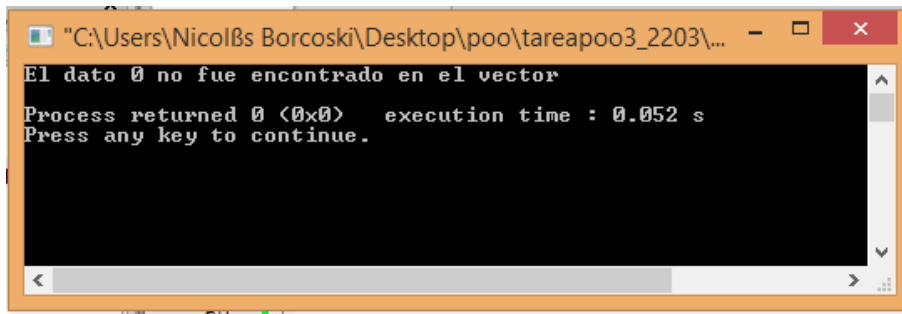 "C:\Users\Nicolßs Borcoski\Desktop\poo\tareapoo3_2203\...
El dato 0 no fue encontrado en el vector
Process returned 0 (0x0)   execution time : 0.052 s
Press any key to continue.